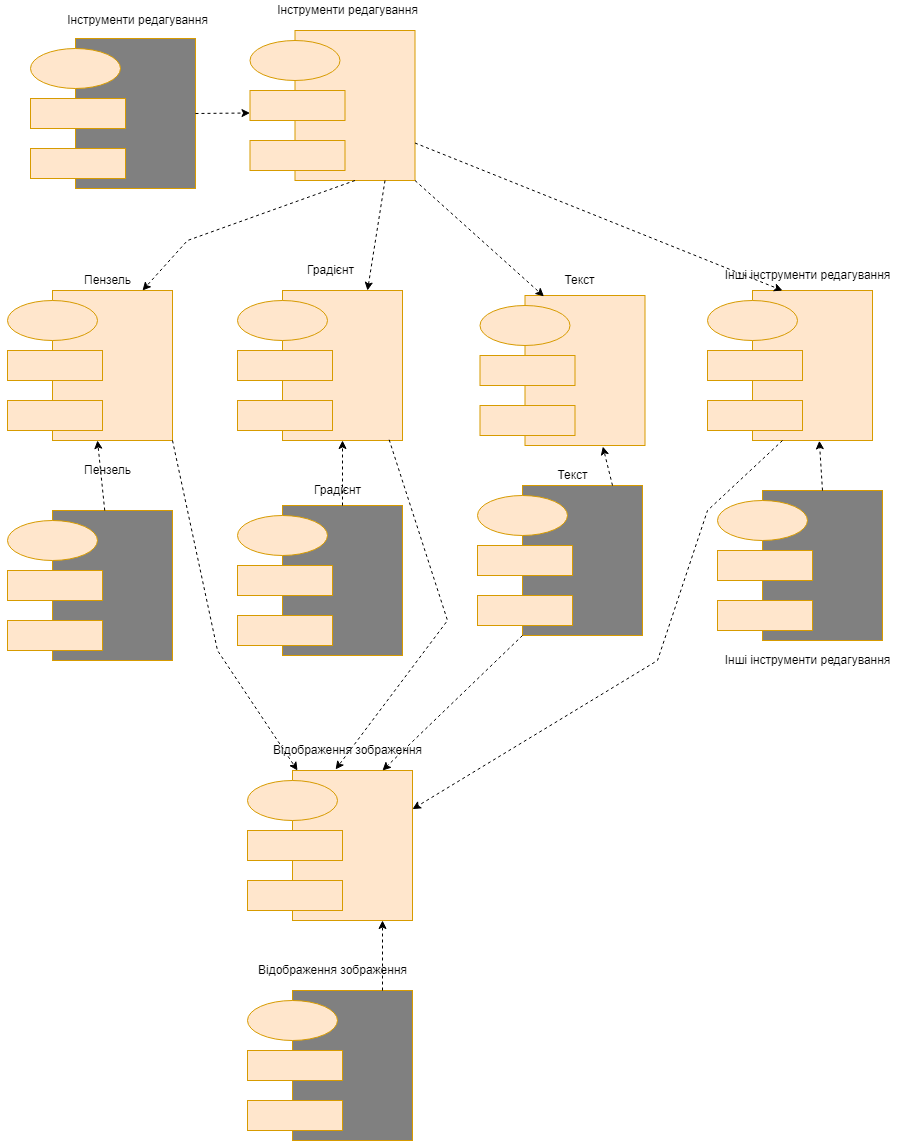 Інструменти редагування
Інструменти редагування
Пензель
Градієнт
Текст
Інші інструменти редагування
Пензель
Градієнт
Текст
Інші інструменти редагування
Відображення зображення
Відображення зображення